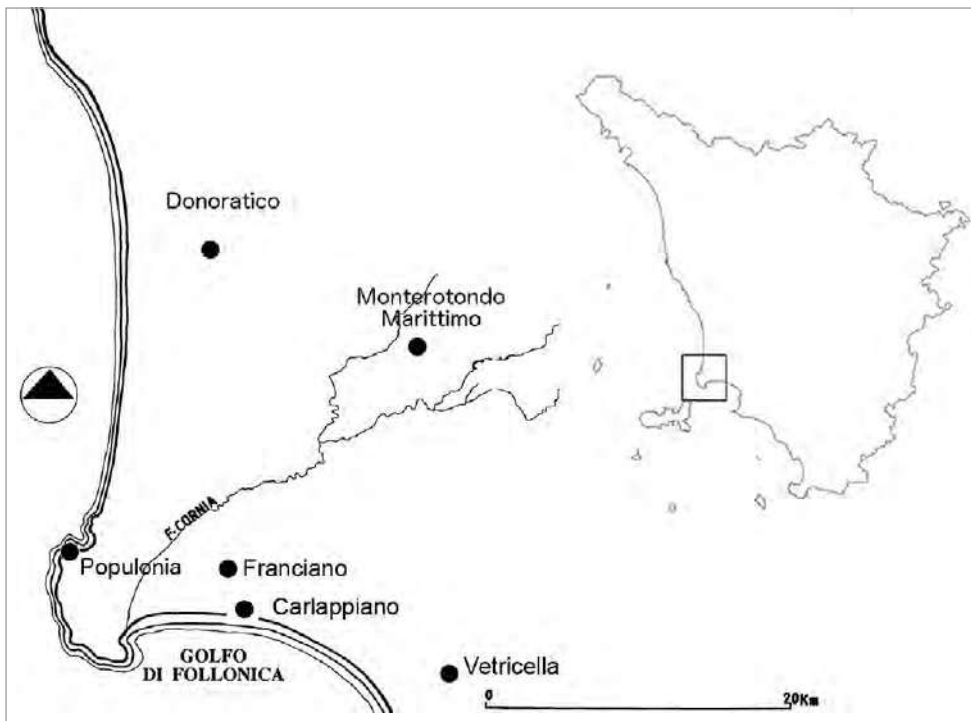 Donoratico
Monterotondo
Marittimo
F. CORNIA
Populonia
Franciano
Carlappiano
GOLFO
DI FOLLONICA
Vetricella
0
20Km